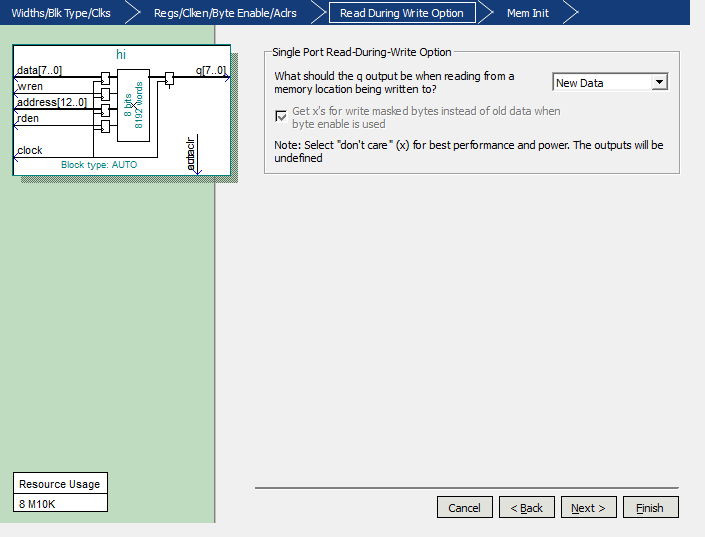 Widths/Blk Type/Clks
Regs/Clken/Byte Enable/Aclrs
Read During Write Option
Mem Init
hi
data[7..0]
q[7..0]
wren
address[12..0]
rden
8 bits
8192 words
clock
Block type: AUTO
Single Port Read-During-Write Option
What should the q output be when reading from a
memory location being written to?
New Data
Get x's for write masked bytes instead of old data when
byte enable is used
Note: Select "don't care" (x) for best performance and power. The outputs will be
undefined
Resource Usage
8 M10K
Cancel
< Back
Next >
Finish